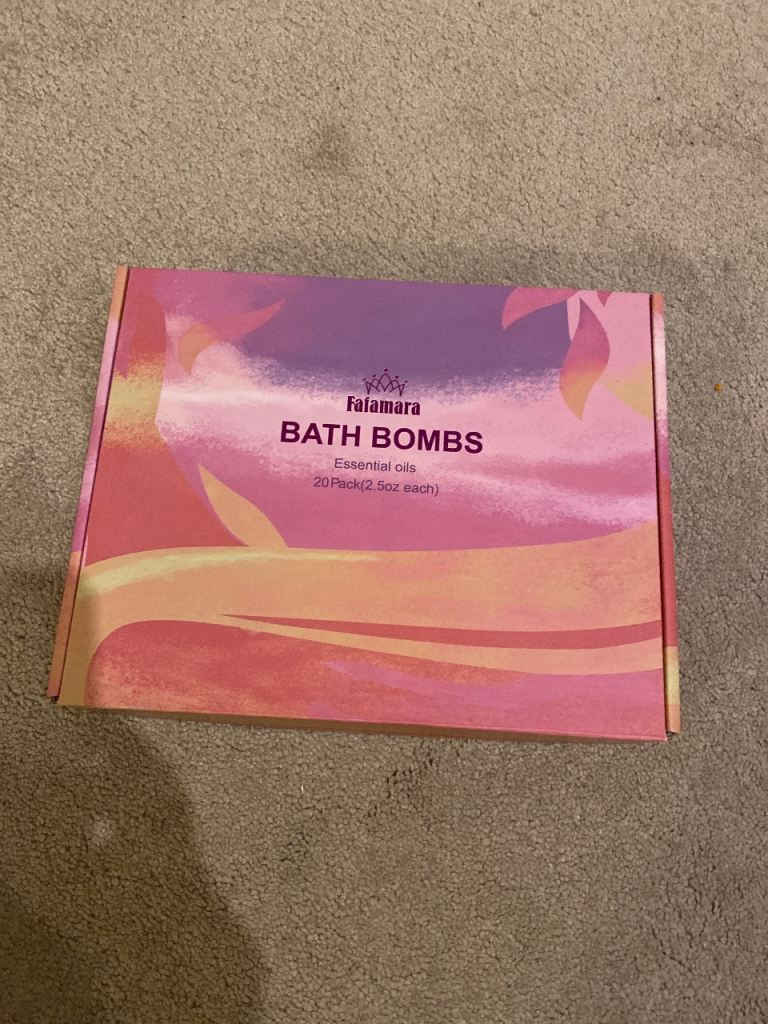 Fafamara
BATH BOMBS
Essential oils
20Pack(2.5oz each)